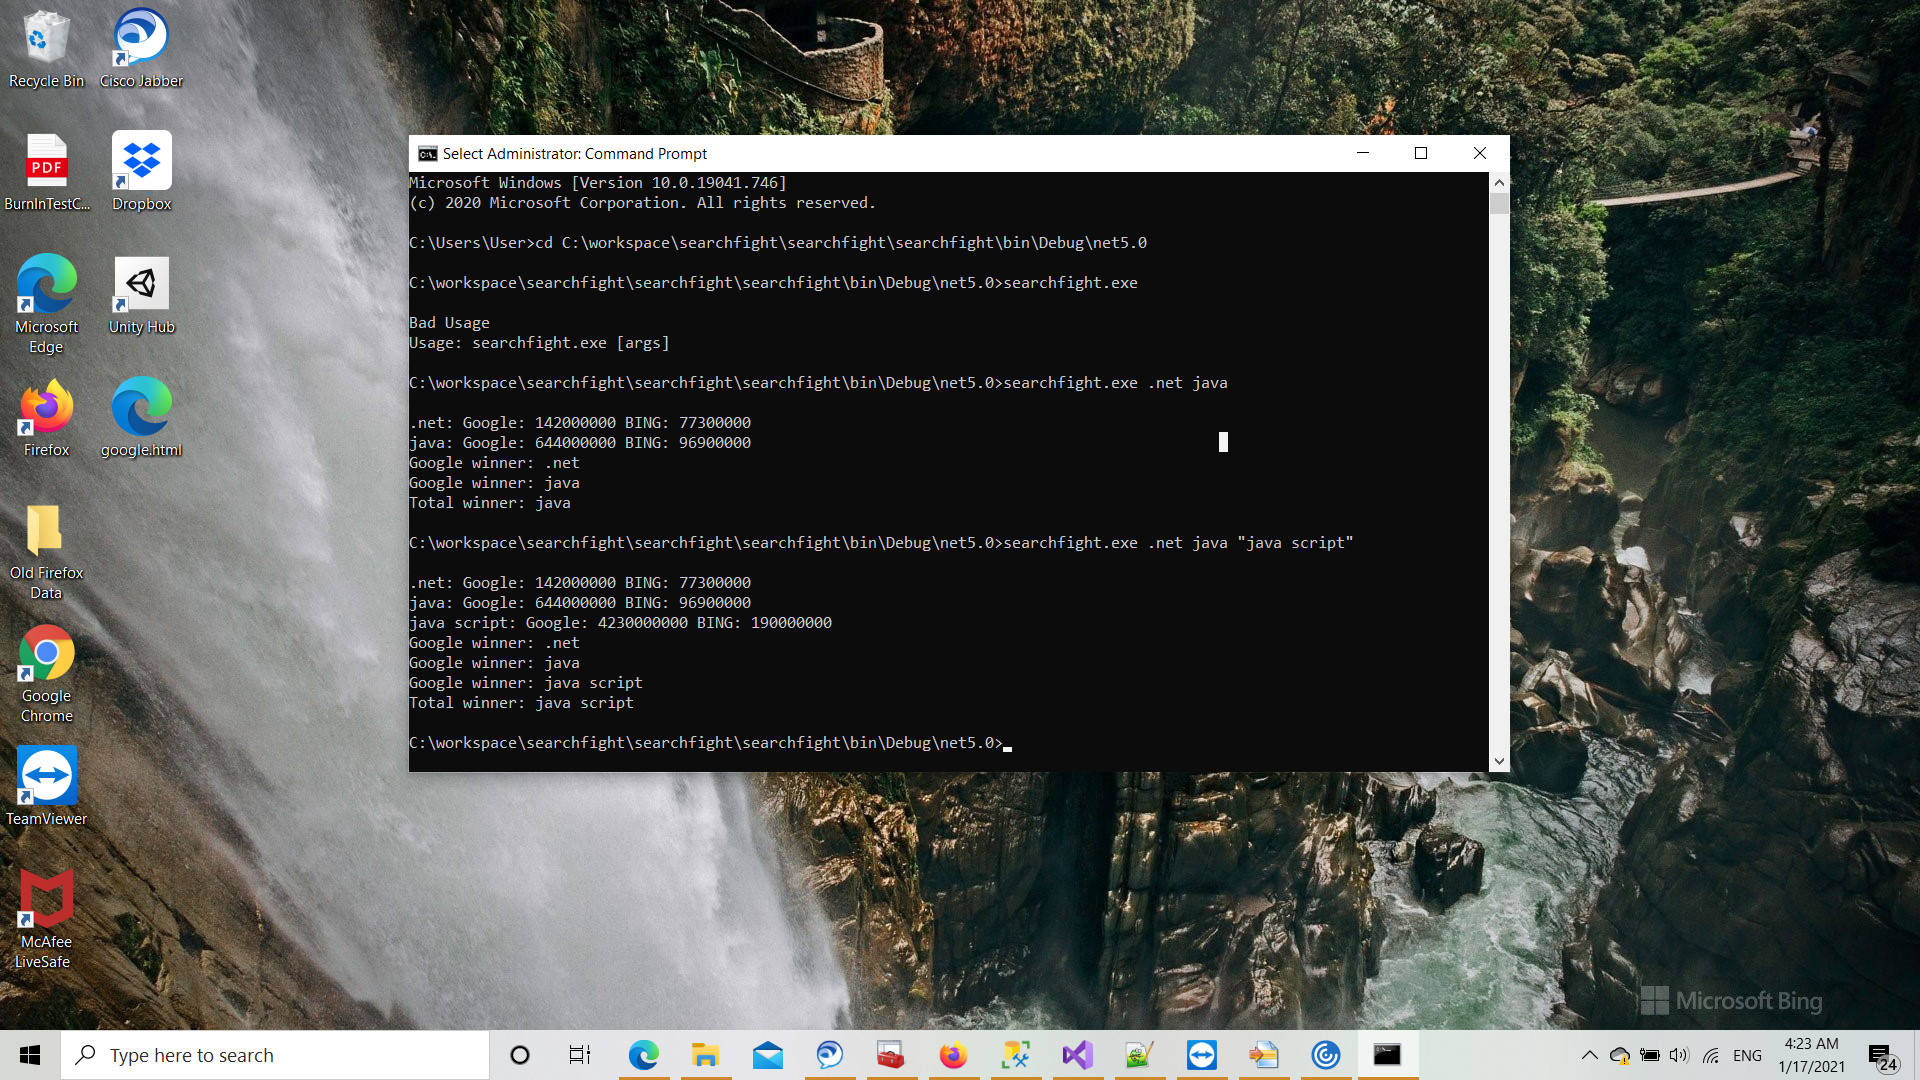 Recycle Bin
Cisco Jabber
PDF
BurnInTestC...
Dropbox
Microsoft
Edge
Unity Hub
Firefox
google.html
Old Firefox
Data
Google
Chrome
TeamViewer
McAfee
LiveSafe
C:\.
Select Administrator: Command Prompt
Microsoft Windows [Version 10.0.19041.746]
(c) 2020 Microsoft Corporation. All rights reserved.
C:\Users\User>cd C:\workspace\searchfight\searchfight\searchfight\bin\Debug\net5.0
C:\workspace\searchfight\searchfight\searchfight\bin\Debug\net5.0>searchfight.exe
Bad Usage
Usage: searchfight.exe [args]
C:\workspace\searchfight\searchfight\searchfight\bin\Debug\net5.0>searchfight.exe .net java
.net: Google: 142000000 BING: 77300000
java: Google: 644000000 BING: 96900000
Google winner: .net
Google winner: java
Total winner: java
C:\workspace\searchfight\searchfight\searchfight\bin\Debug\net5.0>searchfight.exe .net java "java script"
.net: Google: 142000000 BING: 77300000
java: Google: 644000000 BING: 96900000
java script: Google: 4230000000 BING: 190000000
Google winner: .net
Google winner: java
Google winner: java script
Total winner: java script
C:\workspace\searchfight\searchfight\searchfight\bin\Debug\net5.0>
Microsoft Bing
Type here to search
ENG
4:23 AM
1/17/2021
24